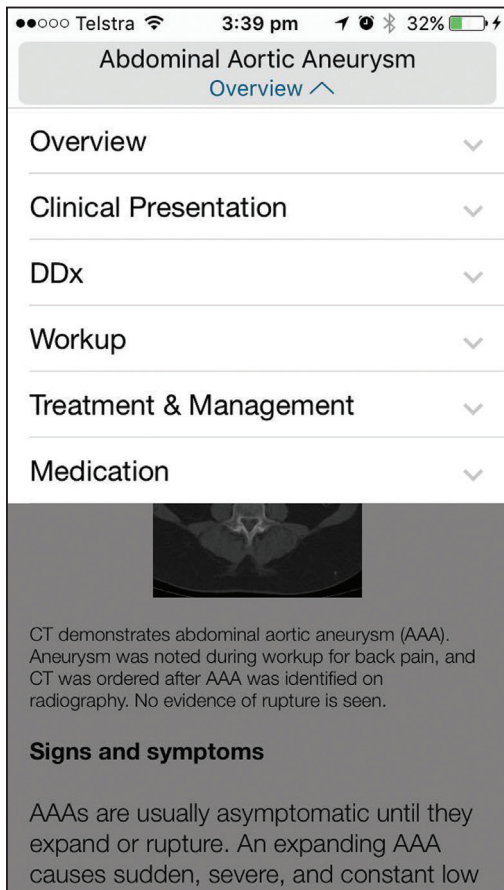 Telstra 3:39 pm 32%
Abdominal Aortic Aneurysm
Overview
Overview
Clinical Presentation
DDx
Workup
Treatment & Management
Medication
CT demonstrates abdominal aortic aneurysm (AAA).
Aneurysm was noted during workup for back pain, and
CT was ordered after AAA was identified on
radiography. No evidence of rupture is seen.
Signs and symptoms
AAAs are usually asymptomatic until they
expand or rupture. An expanding AAA
causes sudden, severe, and constant low